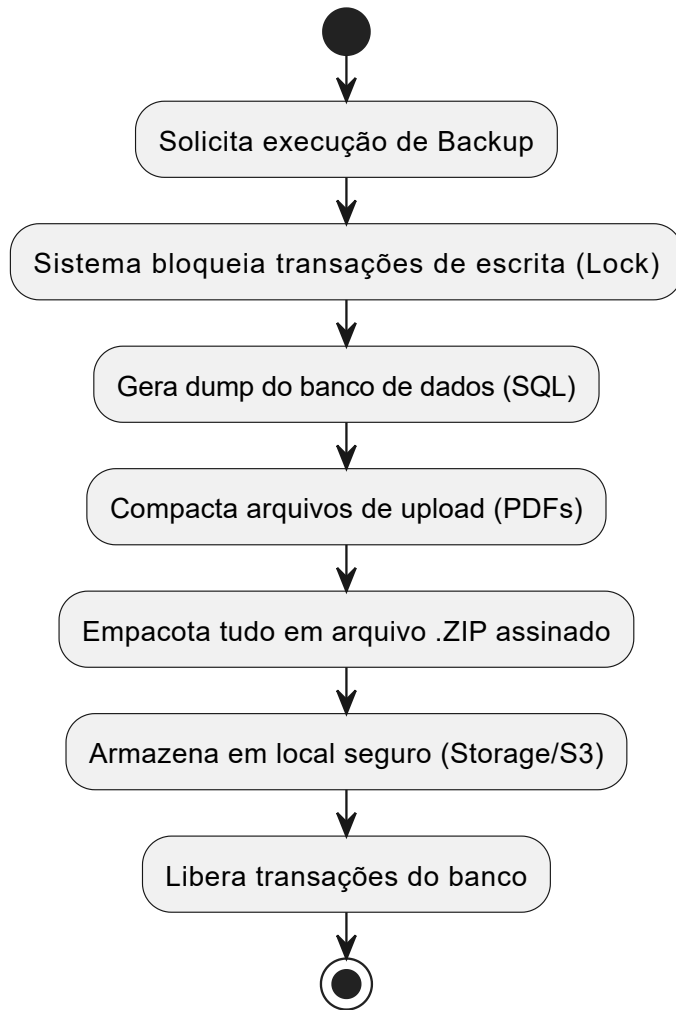 Solicita execução de Backup
Sistema bloqueia transações de escrita (Lock)
Gera dump do banco de dados (SQL)
Compacta arquivos de upload (PDFs)
Empacota tudo em arquivo .ZIP assinado
Armazena em local seguro (Storage/S3)
Libera transações do banco